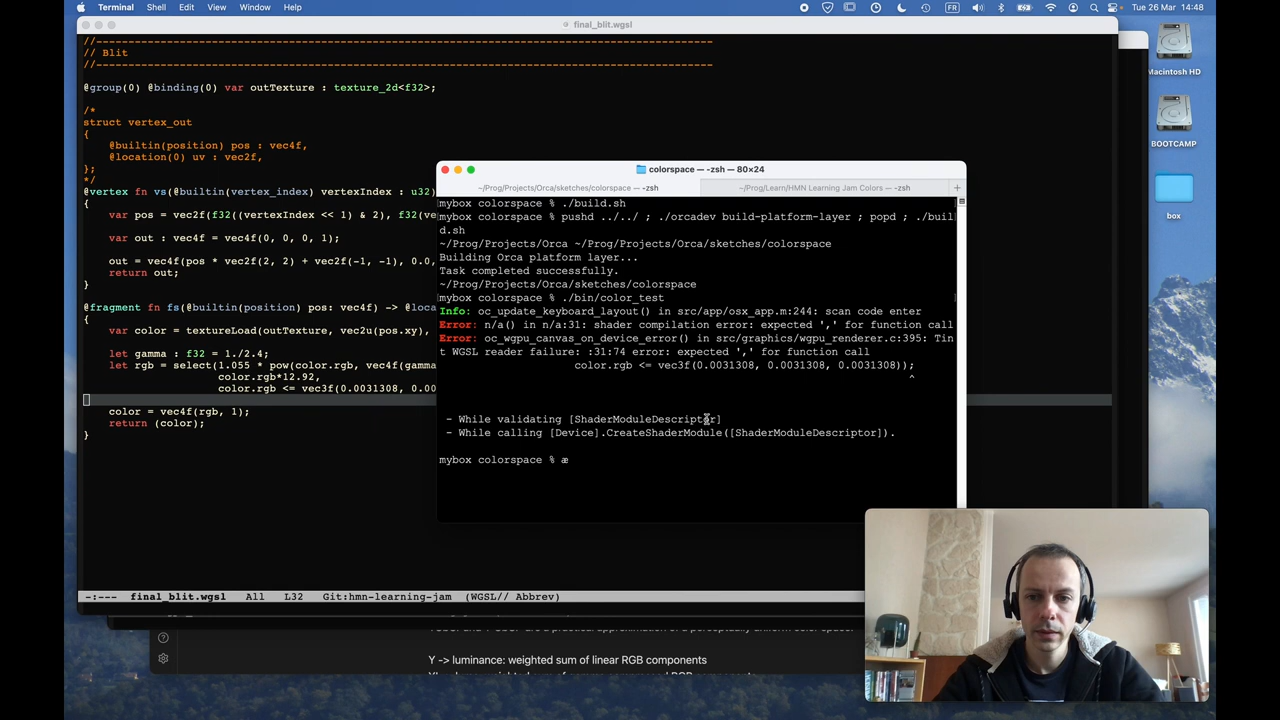 Terminal Shell Edit View Window Help FR Tue 26 Mar 14:48
final_blit.wgsl
//------------------------------------------------------------------------------------------
// Blit
//------------------------------------------------------------------------------------------
@group(0) @binding(0) var outTexture : texture_2d<f32>;
/*
struct vertex_out
{
@builtin(position) pos : vec4f,
@location(0) uv : vec2f,
};
*/
@vertex fn vs(@builtin(vertex_index) vertexIndex : u32)
{
var pos = vec2f(f32((vertexIndex << 1) & 2), f32(ve
var out : vec4f = vec4f(0, 0, 0, 1);
out = vec4f(pos * vec2f(2, 2) + vec2f(-1, -1), 0.0,
return out;
}
@fragment fn fs(@builtin(position) pos: vec4f) -> @loca
{
var color = textureLoad(outTexture, vec2u(pos.xy),
let gamma : f32 = 1./2.4;
let rgb = select(1.055 * pow(color.rgb, vec4f(gamma
color.rgb*12.92,
color.rgb <= vec3f(0.0031308, 0.00
color = vec4f(rgb, 1);
return (color);
}
-:--- final_blit.wgsl All L32 Git:hmn-learning-jam (WGSL// Abbrev)
colorspace — -zsh — 80×24
~/Prog/Projects/Orca/sketches/colorspace — -zsh ~/Prog/Learn/HMN Learning Jam Colors — -zsh +
mybox colorspace % ./build.sh
mybox colorspace % pushd ../../ ; ./orcadev build-platform-layer ; popd ; ./buil
d.sh
~/Prog/Projects/Orca ~/Prog/Projects/Orca/sketches/colorspace
Building Orca platform layer...
Task completed successfully.
~/Prog/Projects/Orca/sketches/colorspace
mybox colorspace % ./bin/color_test
Info: oc_update_keyboard_layout() in src/app/osx_app.m:244: scan code enter
Error: n/a() in n/a:31: shader compilation error: expected ',' for function call
Error: oc_wgpu_canvas_on_device_error() in src/graphics/wgpu_renderer.c:395: Tin
t WGSL reader failure: :31:74 error: expected ',' for function call
color.rgb <= vec3f(0.0031308, 0.0031308, 0.0031308));
^
- While validating [ShaderModuleDescriptor]
- While calling [Device].CreateShaderModule([ShaderModuleDescriptor]).
mybox colorspace % æ
Macintosh HD
BOOTCAMP
box
Y -> luminance: weighted sum of linear RGB components